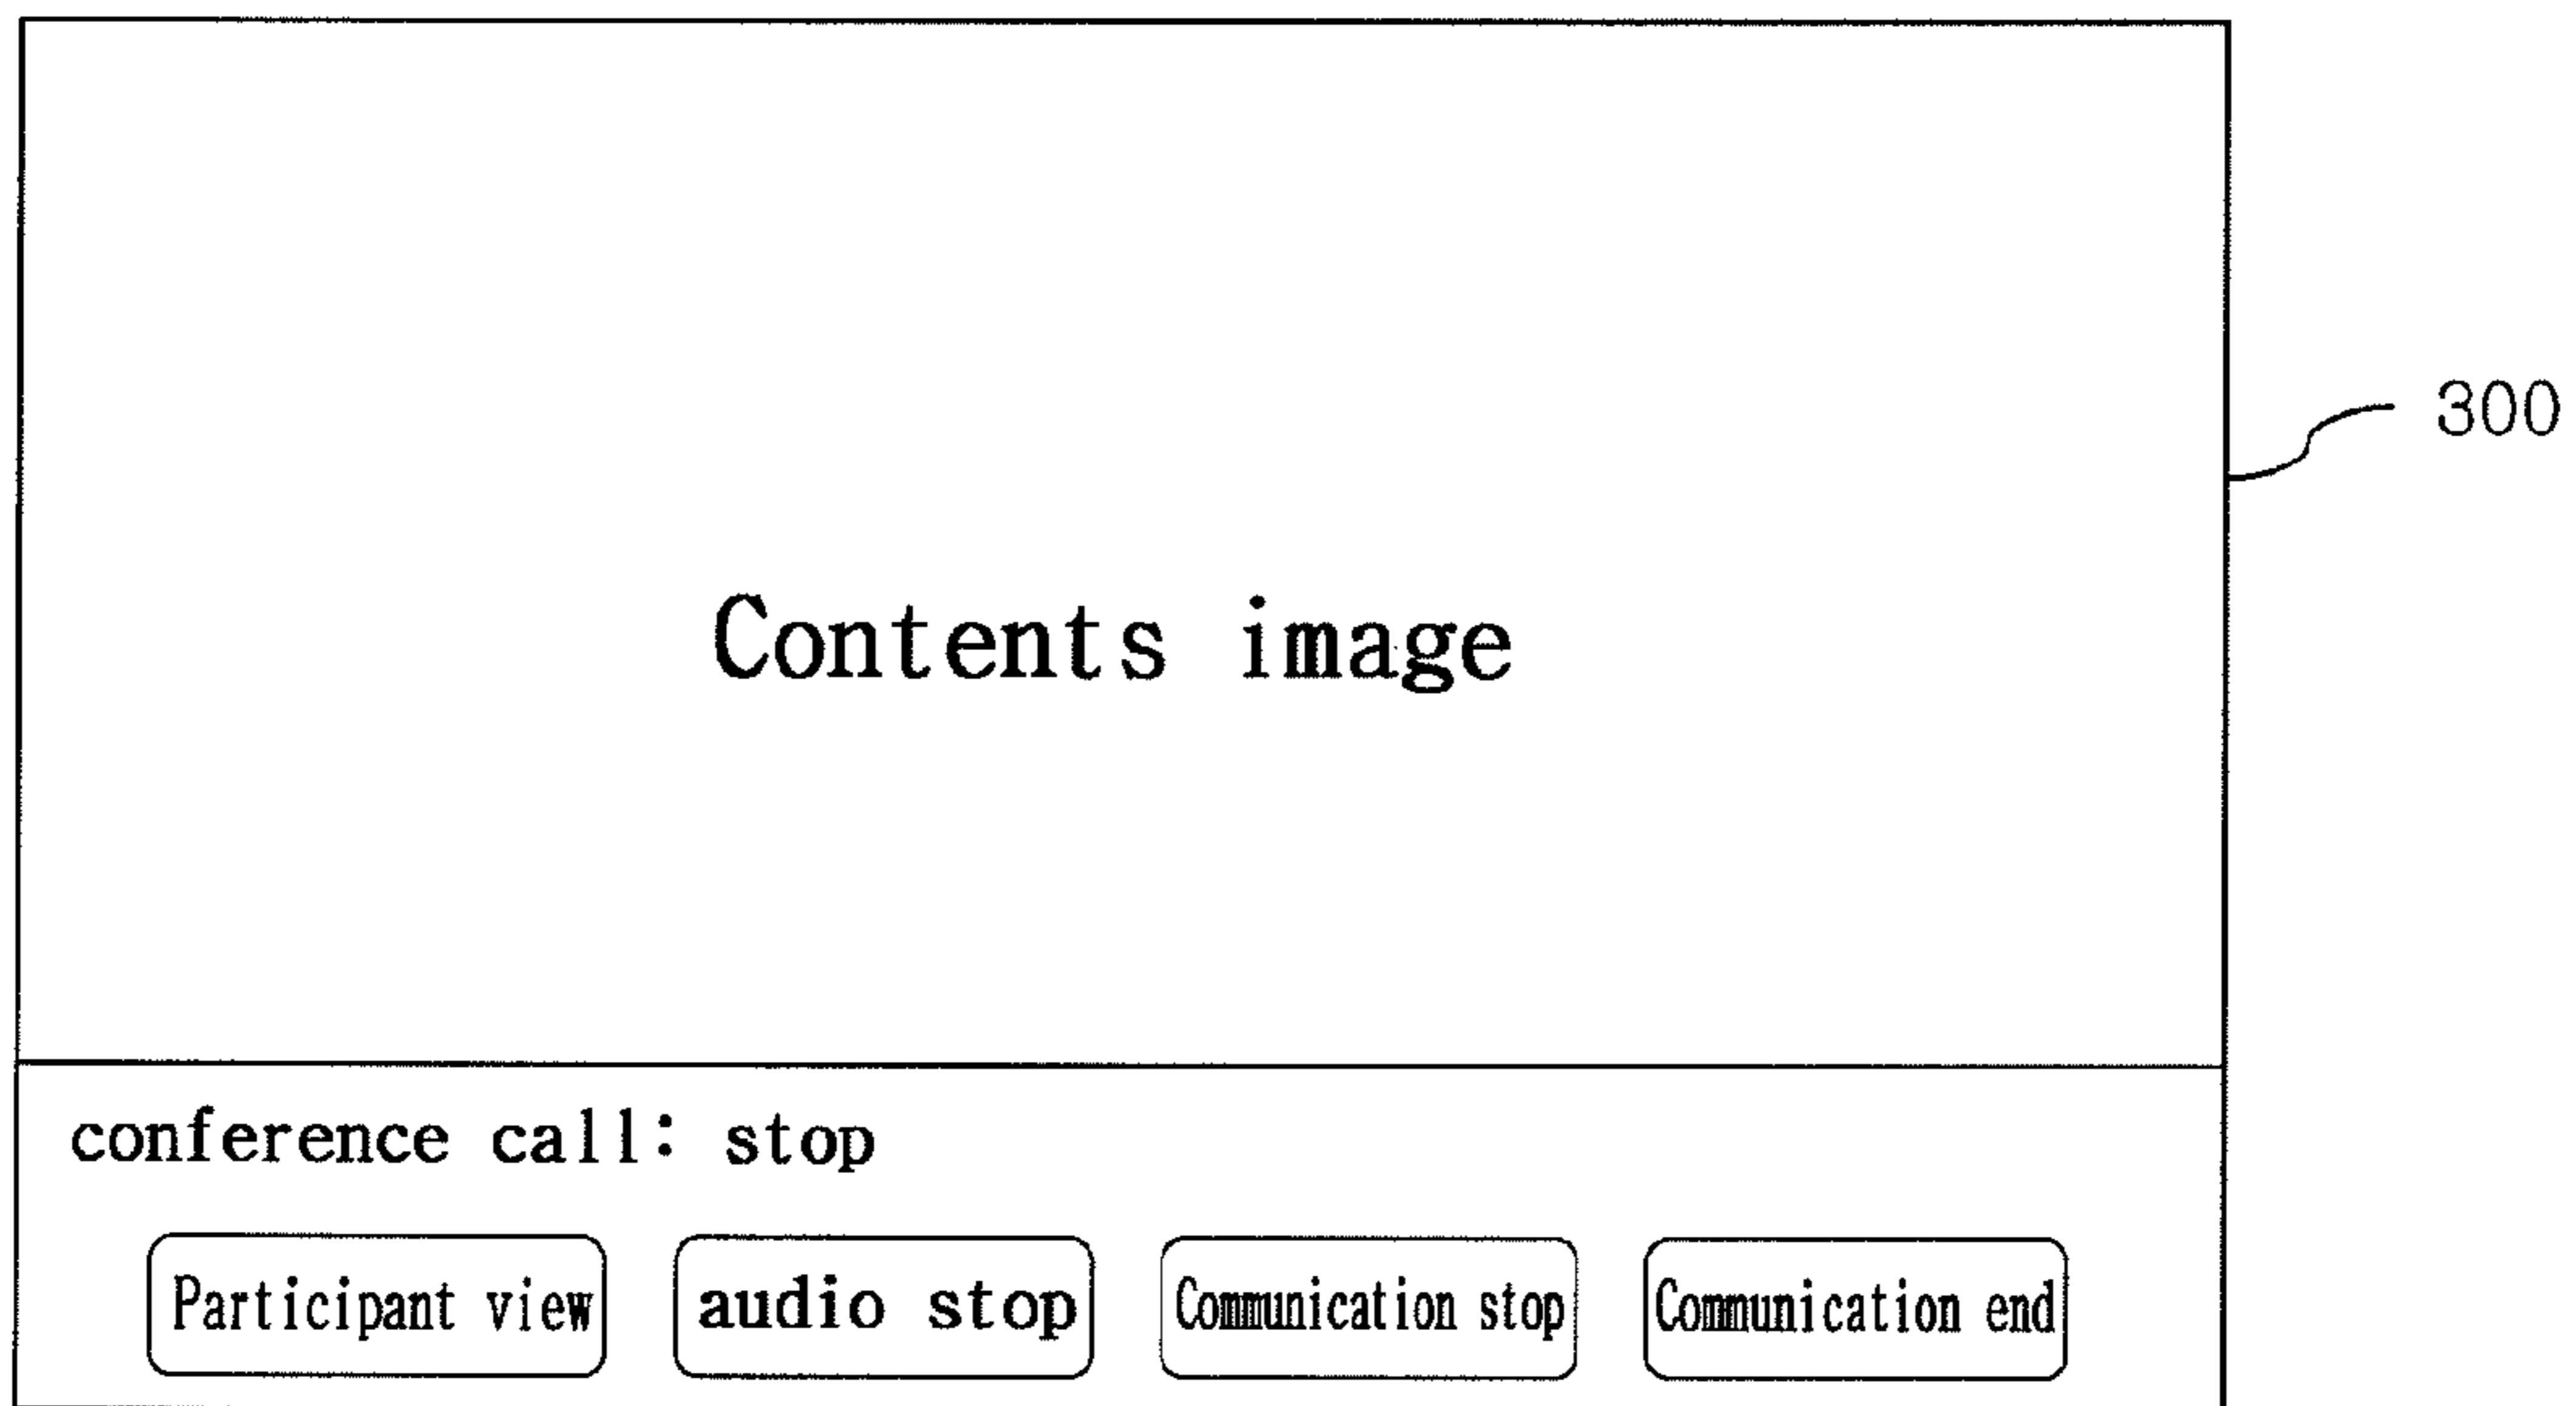 300
Contents image
conference call: stop
Participant view
audio stop
Communication stop
Communication end